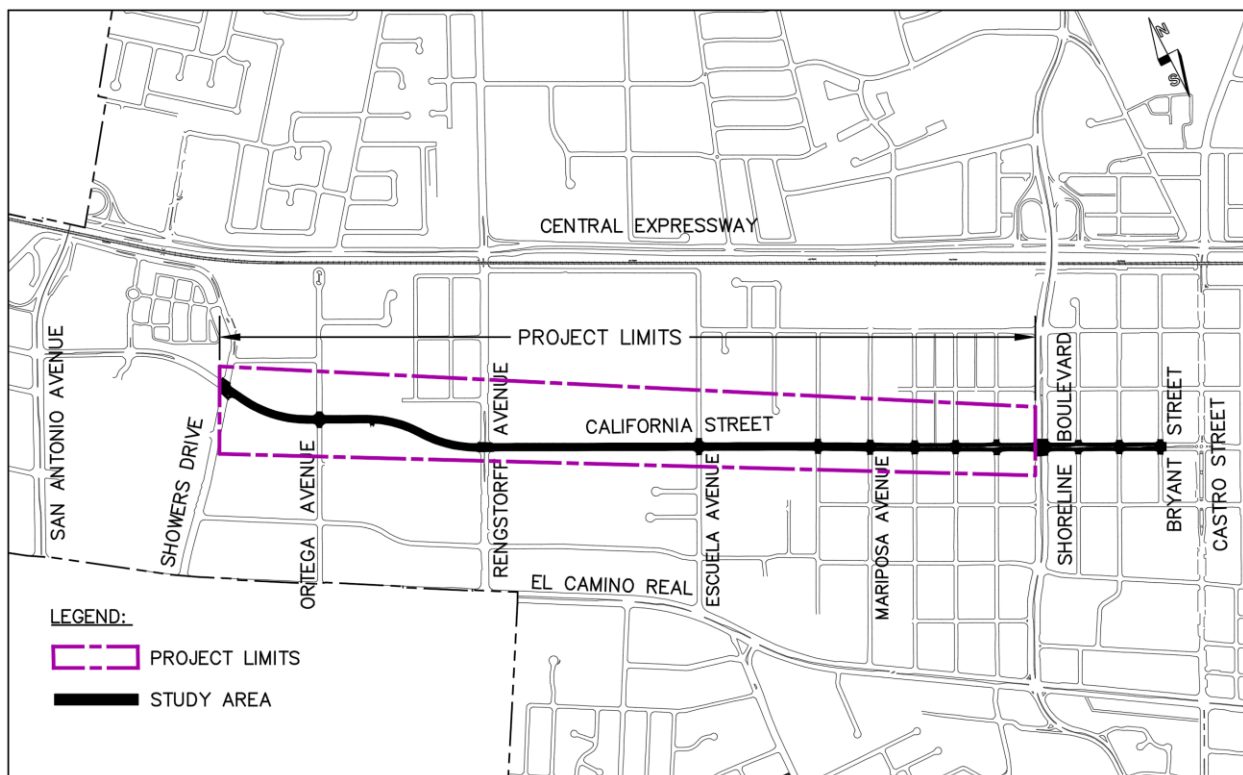 N
S
CENTRAL EXPRESSWAY
PROJECT LIMITS
SAN ANTONIO AVENUE
SHOWERS DRIVE
ORTEGA AVENUE
RENGSTORFF AVENUE
CALIFORNIA STREET
ESCUELA AVENUE
MARIPOSA AVENUE
SHORELINE BOULEVARD
BRYANT STREET
CASTRO STREET
EL CAMINO REAL
LEGEND:
PROJECT LIMITS
STUDY AREA